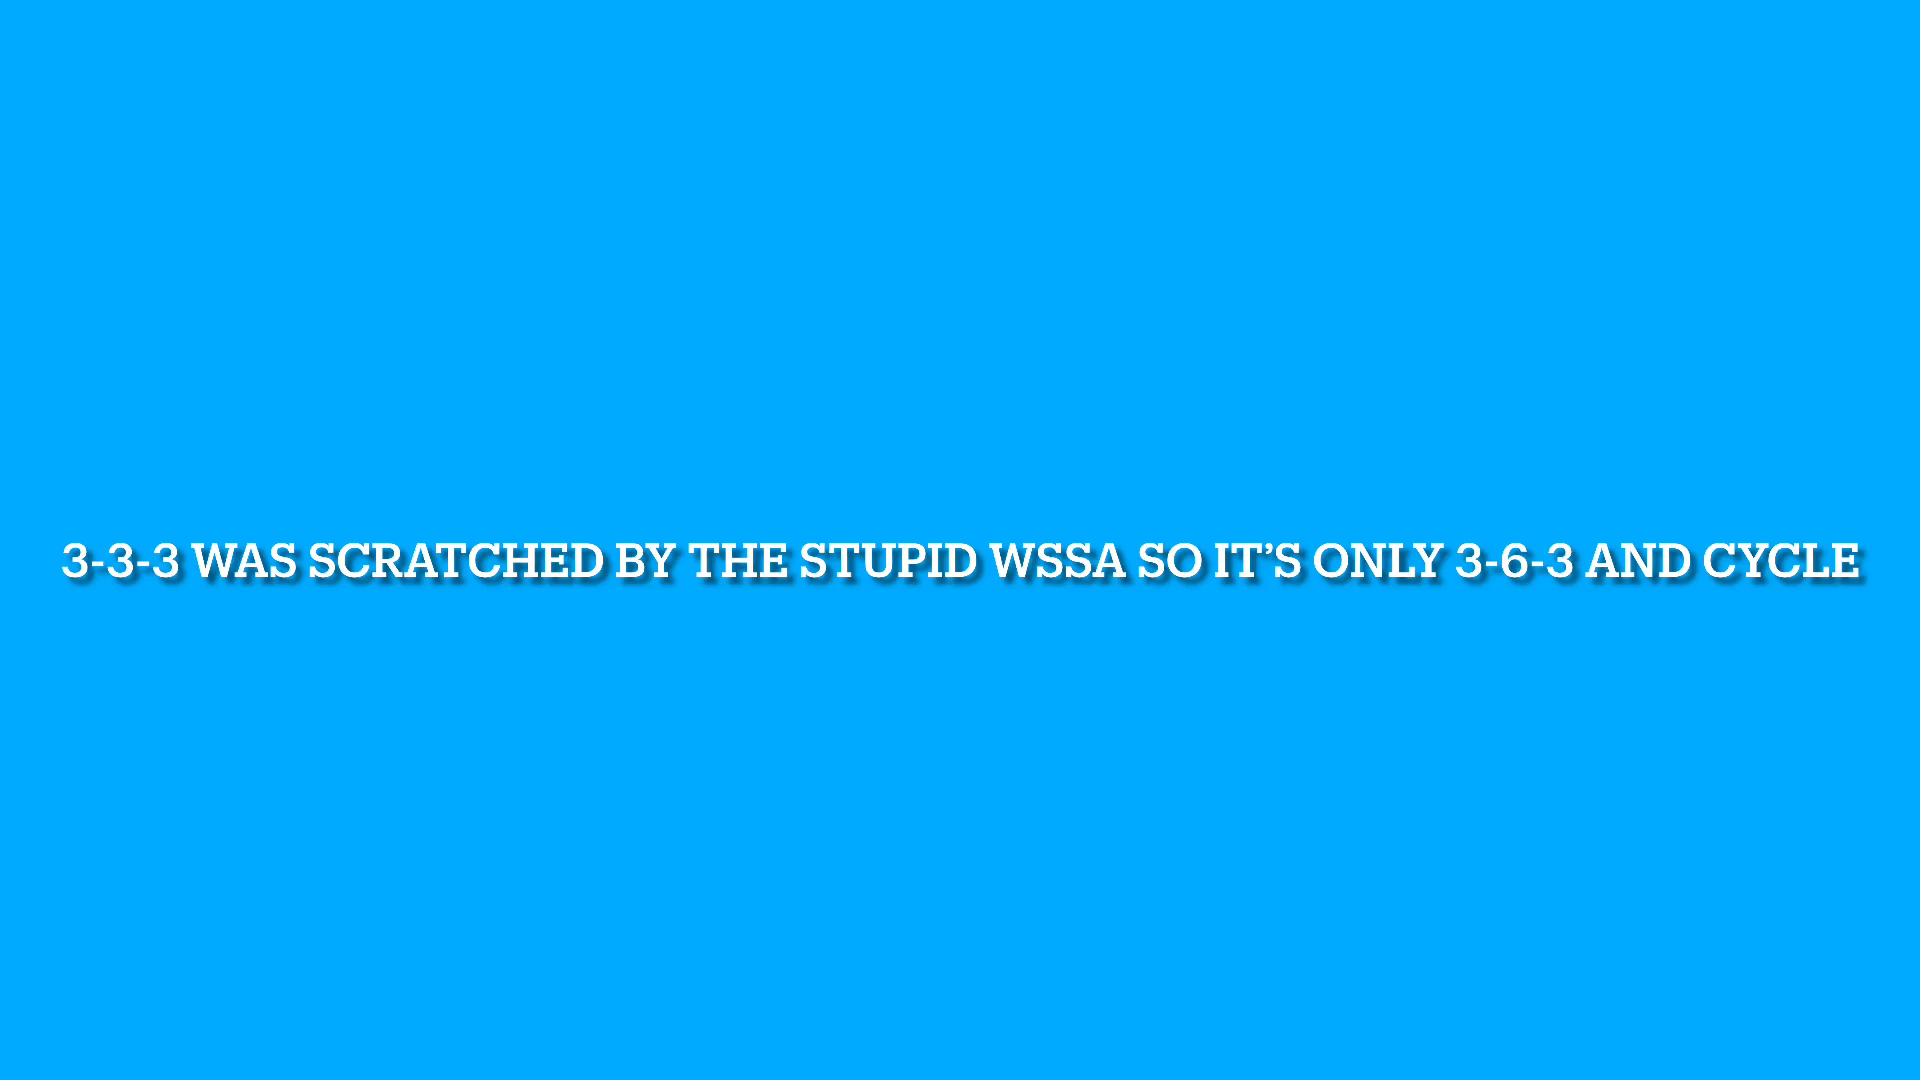 3-3-3 WAS SCRATCHED BY THE STUPID WSSA SO IT’S ONLY 3-6-3 AND CYCLE